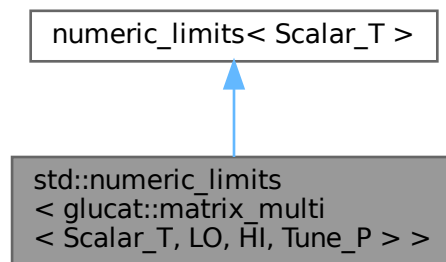 numeric_limits< Scalar_T >
std::numeric_limits
< glucat::matrix_multi
< Scalar_T, LO, HI, Tune_P > >